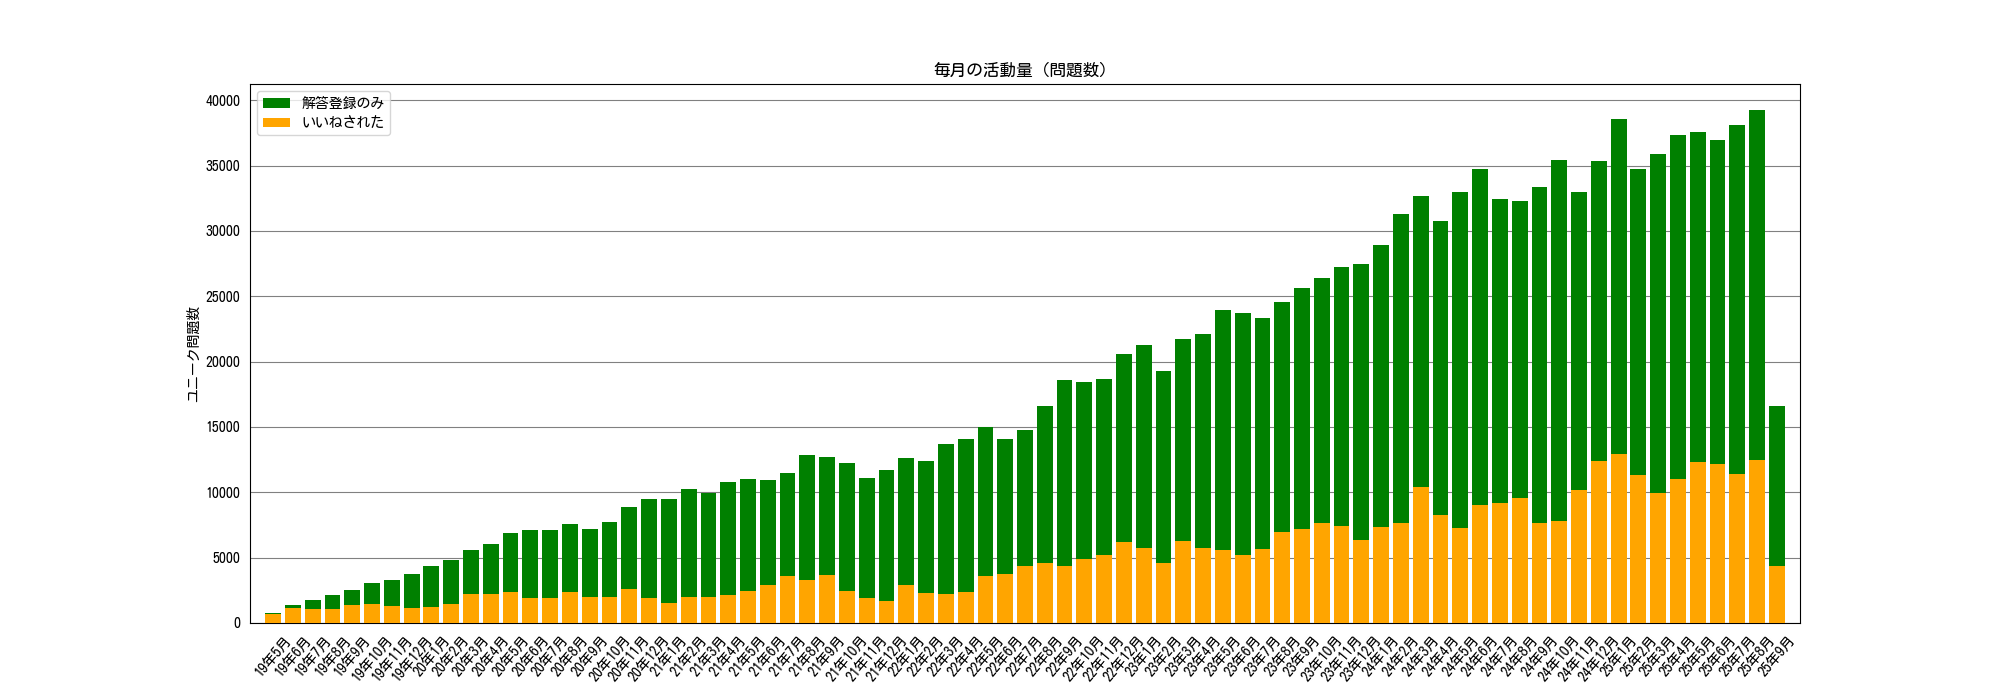 毎月の活動量（問題数）
解答登録のみ
いいねされた
ユニーク問題数
40000
35000
30000
25000
20000
15000
10000
5000
0
19年5月
19年6月
19年7月
19年8月
19年9月
19年10月
19年11月
19年12月
20年1月
20年2月
20年3月
20年4月
20年5月
20年6月
20年7月
20年8月
20年9月
20年10月
20年11月
20年12月
21年1月
21年2月
21年3月
21年4月
21年5月
21年6月
21年7月
21年8月
21年9月
21年10月
21年11月
21年12月
22年1月
22年2月
22年3月
22年4月
22年5月
22年6月
22年7月
22年8月
22年9月
22年10月
22年11月
22年12月
23年1月
23年2月
23年3月
23年4月
23年5月
23年6月
23年7月
23年8月
23年9月
23年10月
23年11月
23年12月
24年1月
24年2月
24年3月
24年4月
24年5月
24年6月
24年7月
24年8月
24年9月
24年10月
24年11月
24年12月
25年1月
25年2月
25年3月
25年4月
25年5月
25年6月
25年7月
25年8月
25年9月